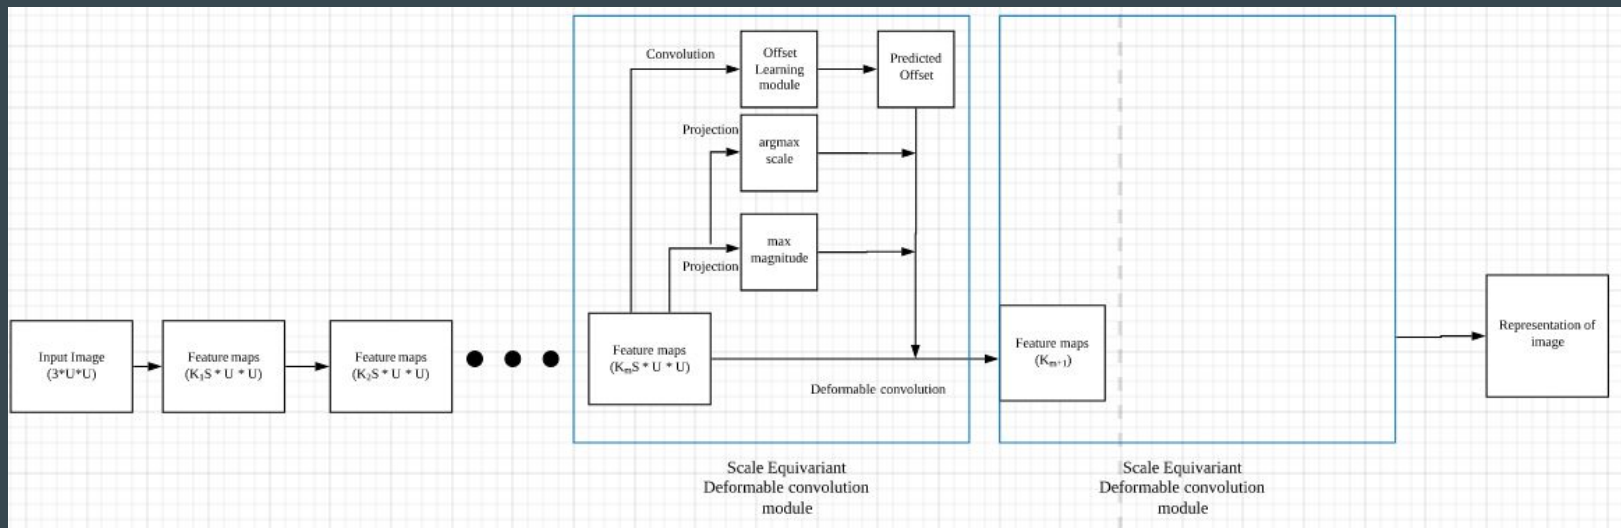 Input Image
(3*U*U)
Feature maps
(K₁S * U * U)
Feature maps
(K₂S * U * U)
Convolution
Offset
Learning
module
Predicted
Offset
Projection
argmax
scale
Projection
max
magnitude
Feature maps
(KₘS * U * U)
Deformable convolution
Scale Equivariant
Deformable convolution
module
Feature maps
(Kₘ₊₁)
Scale Equivariant
Deformable convolution
module
Representation of
image